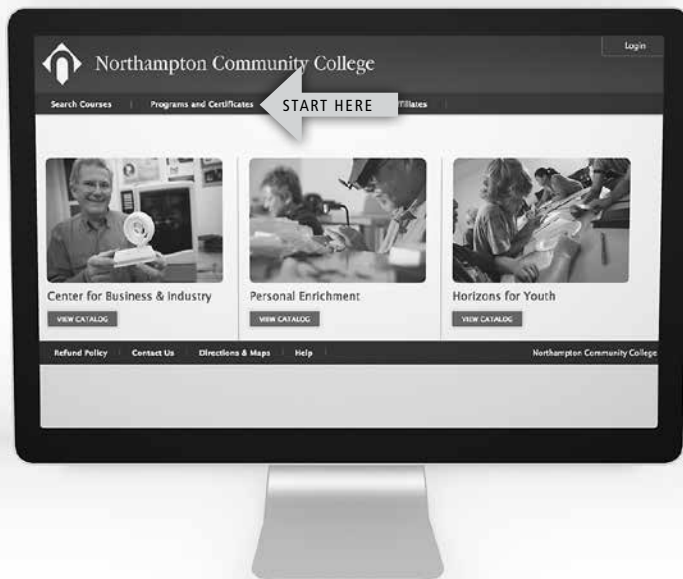 Login
Northampton Community College
Search Courses | Programs and Certificates START HERE
Center for Business & Industry Personal Enrichment Horizons for Youth
VIEW CATALOG VIEW CATALOG VIEW CATALOG
Refund Policy Contact Us Directions & Maps Help Northampton Community College